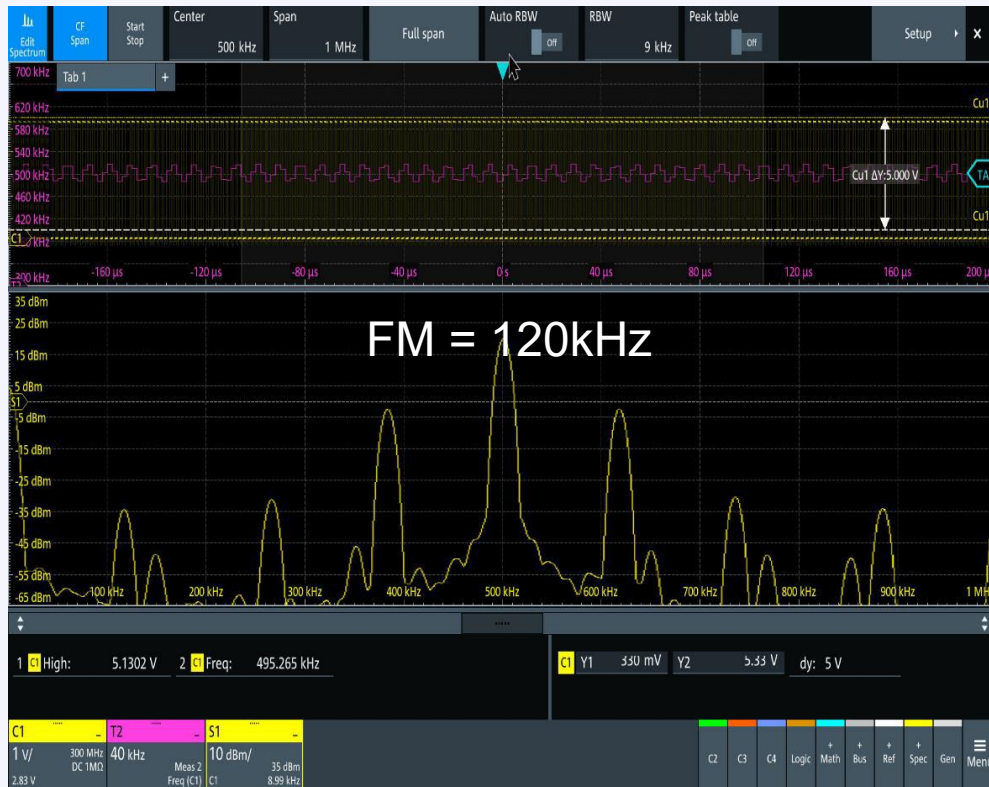 Edit Spectrum
CF Span
Start Stop
Center
500 kHz
Span
1 MHz
Full span
Auto RBW
Off
RBW
9 kHz
Peak table
Off
Setup
×
700 kHz
Tab 1
+
620 kHz
580 kHz
540 kHz
500 kHz
460 kHz
420 kHz
C1
Cu1
Cu1 ΔY:5.000 V
TA
Cu1
-160 µs
-120 µs
-80 µs
-40 µs
0 s
40 µs
80 µs
120 µs
160 µs
200 µ
35 dBm
25 dBm
15 dBm
5 dBm
S1
-5 dBm
-15 dBm
-25 dBm
-35 dBm
-45 dBm
-55 dBm
-65 dBm
FM = 120kHz
100 kHz
200 kHz
300 kHz
400 kHz
500 kHz
600 kHz
700 kHz
800 kHz
900 kHz
1 MH
1 C1 High: 5.1302 V 2 C1 Freq: 495.265 kHz
C1 Y1 330 mV Y2 5.33 V dy: 5 V
C1
1 V/
300 MHz
DC 1MΩ
2.83 V
T2
40 kHz
Meas 2
Freq (C1)
S1
10 dBm/
35 dBm
C1
8.99 kHz
C2
C3
C4
Logic
+ Math
+ Bus
+ Ref
+ Spec
Gen
Menu